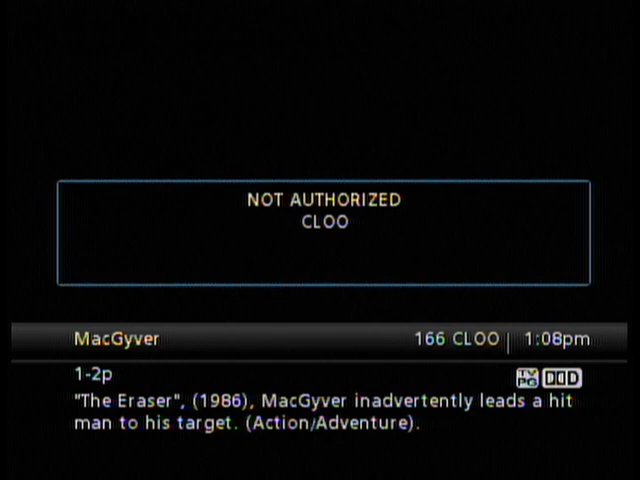 NOT AUTHORIZED
CLOO
MacGyver 166 CLOO 1:08pm
1-2p TV PG
"The Eraser", (1986), MacGyver inadvertently leads a hit
man to his target. (Action/Adventure).